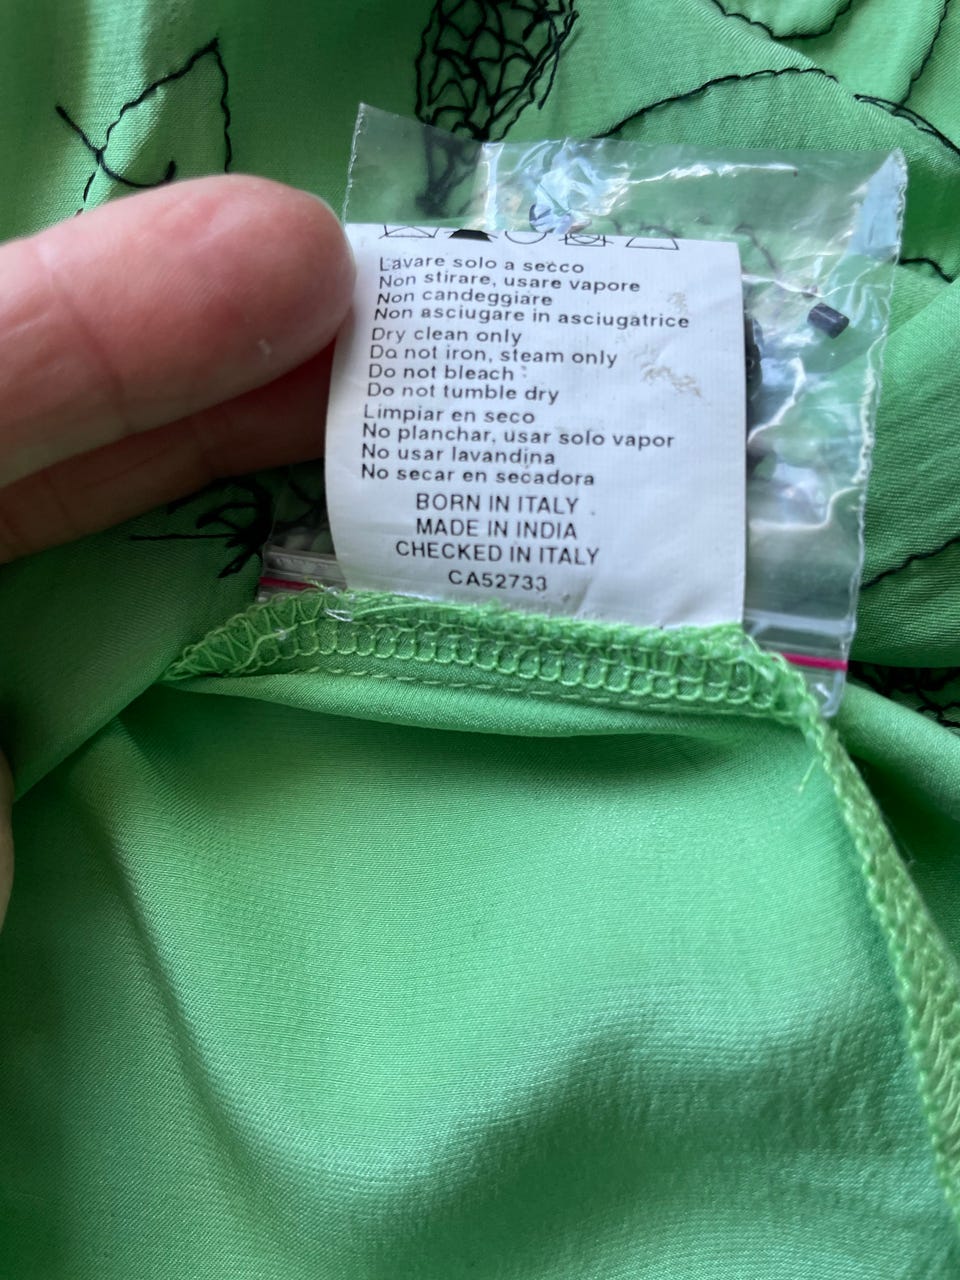 Lavare solo a secco
Non stirare, usare vapore
Non candeggiare
Non asciugare in asciugatrice
Dry clean only
Do not iron, steam only
Do not bleach
Do not tumble dry
Limpiar en seco
No planchar, usar solo vapor
No usar lavandina
No secar en secadora
BORN IN ITALY
MADE IN INDIA
CHECKED IN ITALY
CA52733